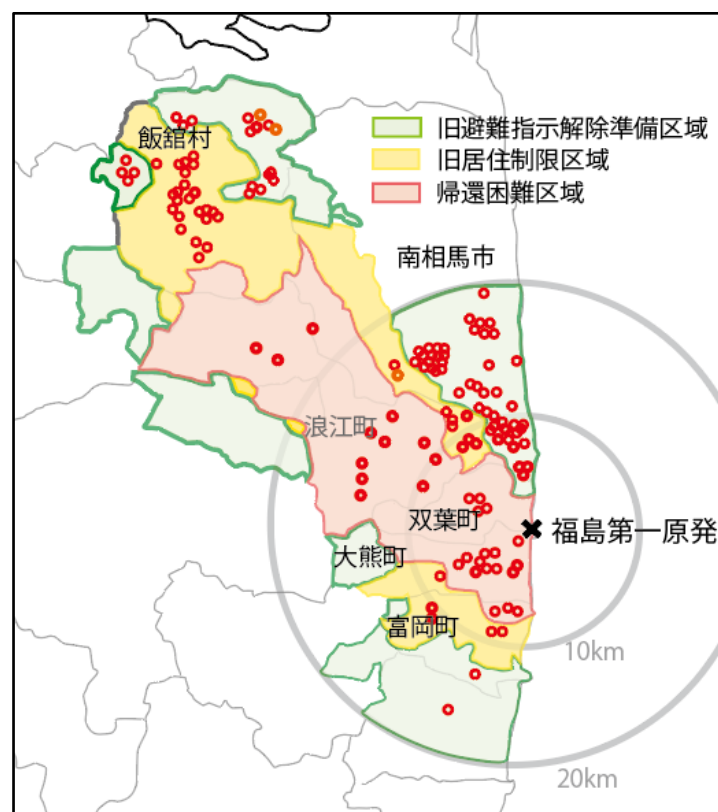 飯舘村
旧避難指示解除準備区域
旧居住制限区域
帰還困難区域
南相馬市
浪江町
双葉町
福島第一原発
大熊町
富岡町
10km
20km